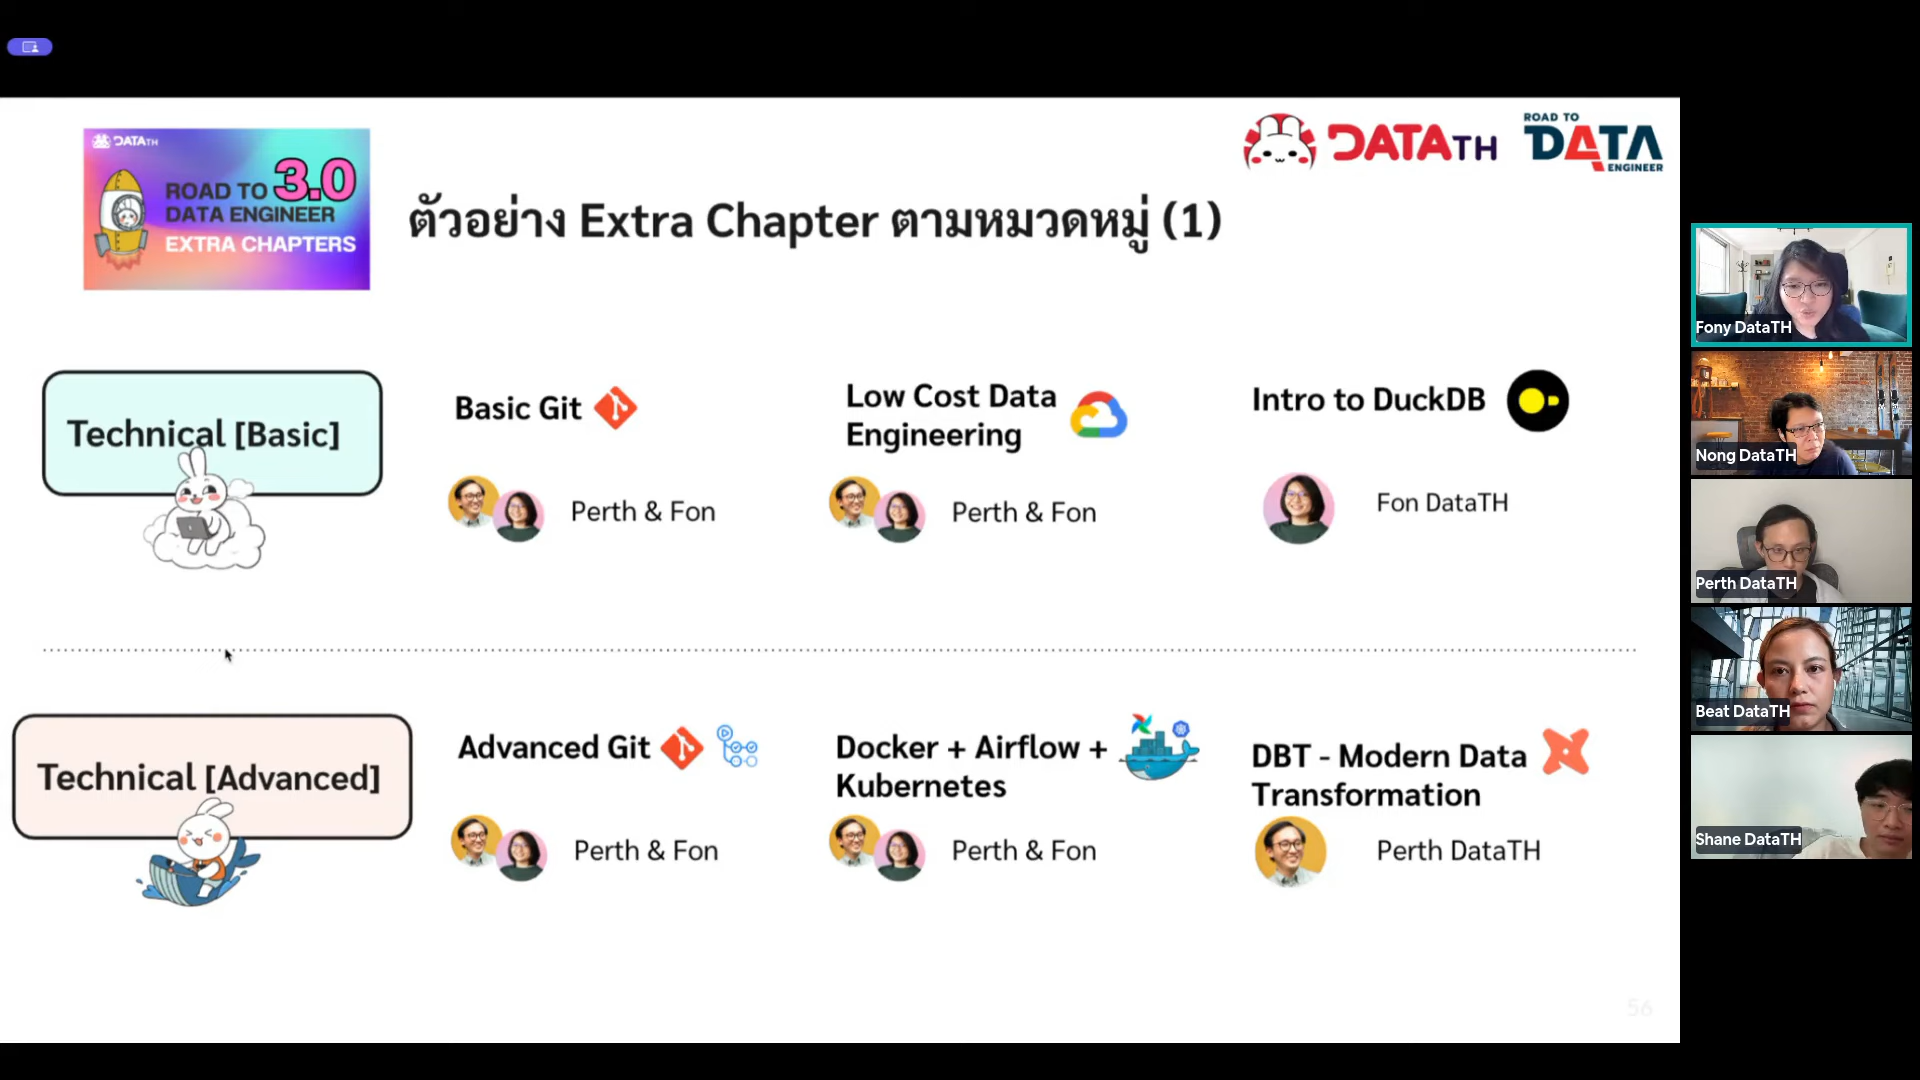 DATATH
ROAD TO 3.0
DATA ENGINEER
EXTRA CHAPTERS
DATATH
ROAD TO
DATA
ENGINEER
ตัวอย่าง Extra Chapter ตามหมวดหมู่ (1)
Technical [Basic]
Basic Git
Perth & Fon
Low Cost Data
Engineering
Perth & Fon
Intro to DuckDB
Fon DataTH
Technical [Advanced]
Advanced Git
Perth & Fon
Docker + Airflow +
Kubernetes
Perth & Fon
DBT - Modern Data
Transformation
Perth DataTH
56
Fony DataTH
Nong DataTH
Perth DataTH
Beat DataTH
Shane DataTH